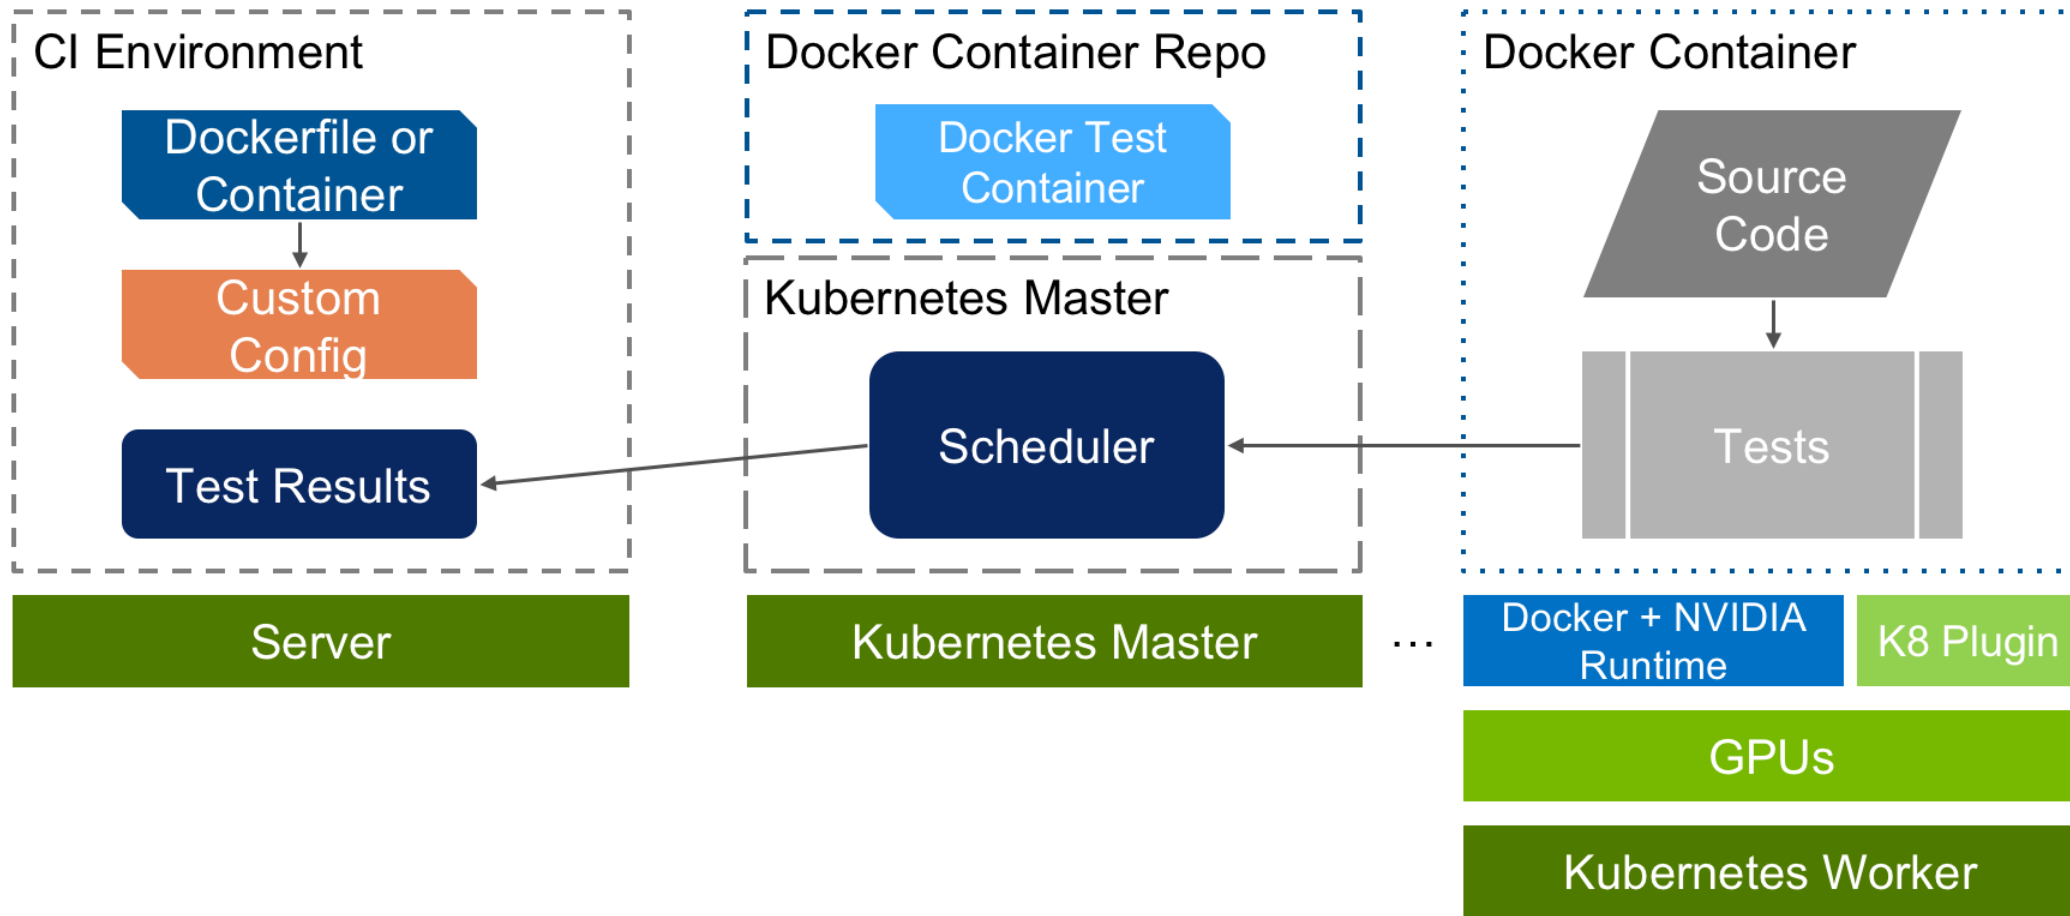 CI Environment
Dockerfile or
Container
Custom
Config
Test Results
Server
Docker Container Repo
Docker Test
Container
Kubernetes Master
Scheduler
Kubernetes Master
...
Docker Container
Source
Code
Tests
Docker + NVIDIA
Runtime
K8 Plugin
GPUs
Kubernetes Worker